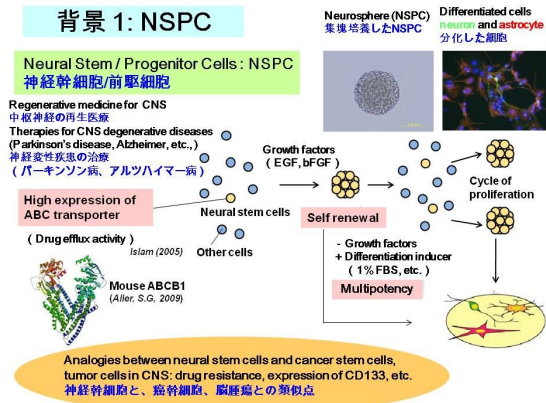 背景 1: NSPC
Neurosphere (NSPC)
集塊培養したNSPC
Differentiated cells
neuron and astrocyte
分化した細胞
Neural Stem / Progenitor Cells : NSPC
神経幹細胞/前駆細胞
Regenerative medicine for CNS
中枢神経の再生医療
Therapies for CNS degenerative diseases
(Parkinson's disease, Alzheimer, etc.,)
神経変性疾患の治療
(パーキンソン病、アルツハイマー病)
High expression of
ABC transporter
(Drug efflux activity)
Islam (2005)
Mouse ABCB1
(Aller, S.G, 2009)
Neural stem cells
Other cells
Growth factors
(EGF, bFGF)
Self renewal
Cycle of
proliferation
- Growth factors
+ Differentiation inducer
(1% FBS, etc.)
Multipotency
Analogies between neural stem cells and cancer stem cells,
tumor cells in CNS: drug resistance, expression of CD133, etc.
神経幹細胞と、癌幹細胞、脳腫瘍との類似点